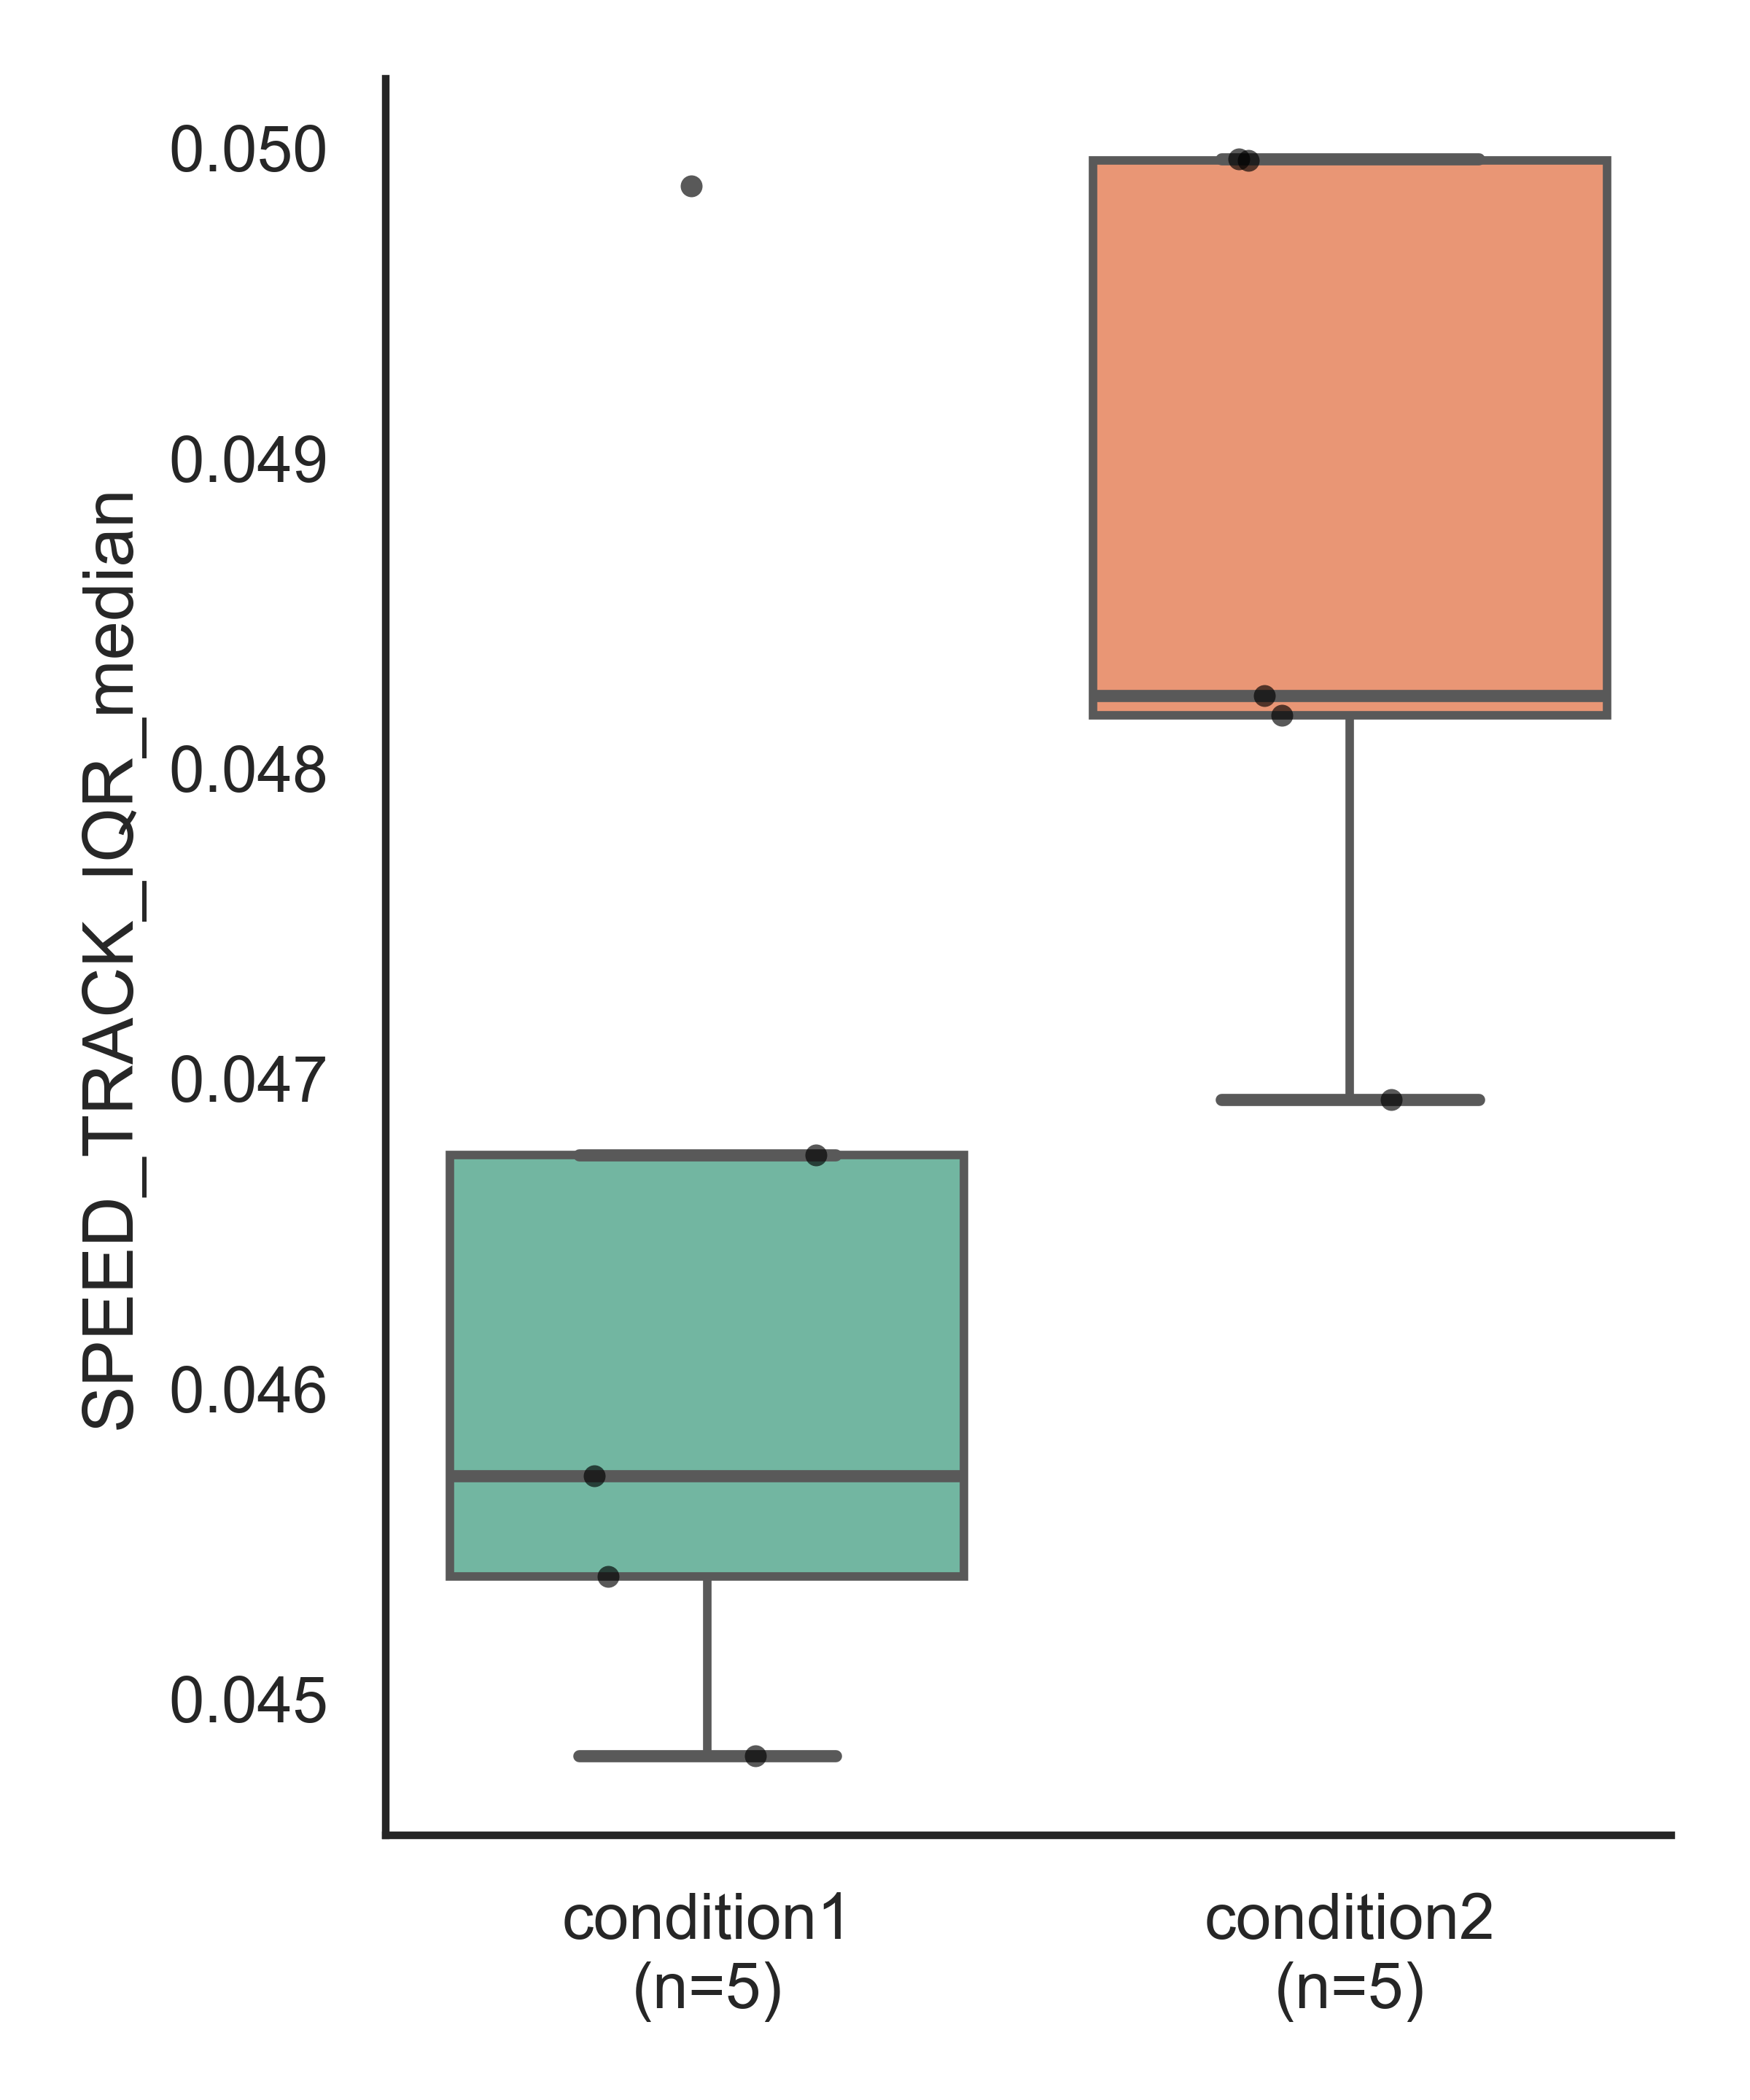 SPEED_TRACK_IQR_median
0.050
0.049
0.048
0.047
0.046
0.045
condition1
(n=5)
condition2
(n=5)